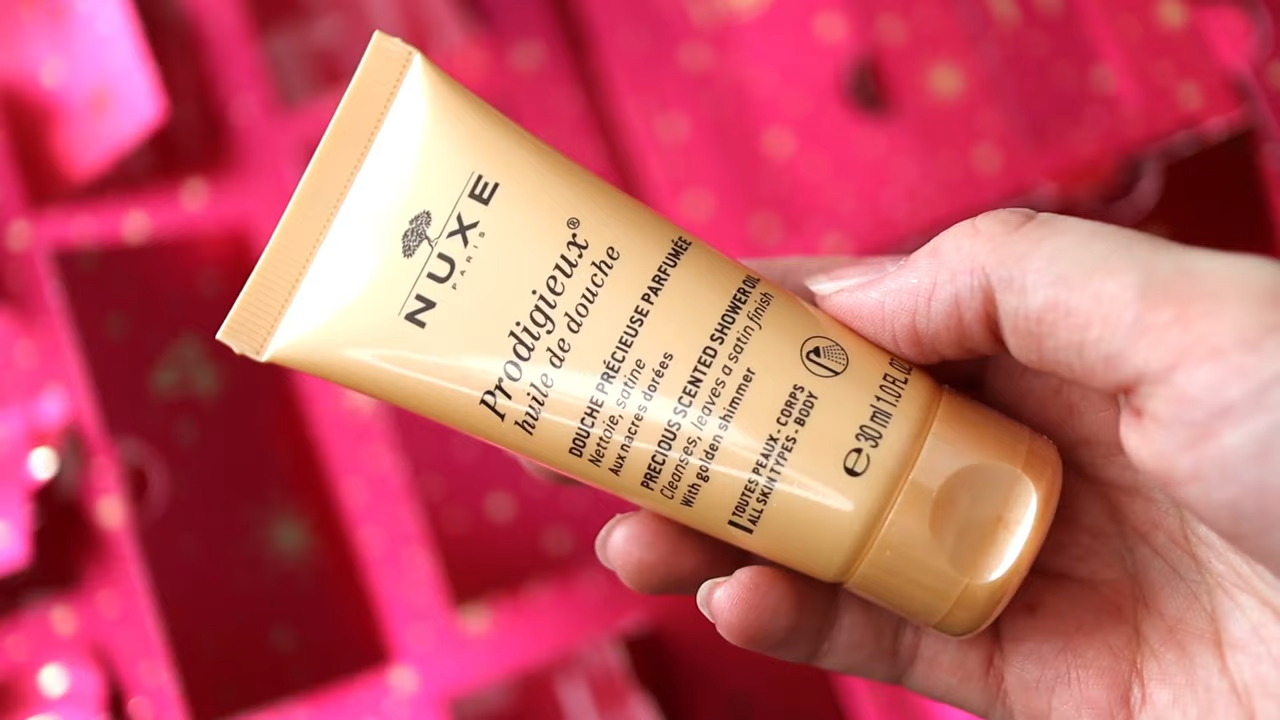 NUXE
PARIS
Prodigieux®
huile de douche
DOUCHE PRÉCIEUSE PARFUMÉE
Nettoie, satine
Aux nacres dorées
PRECIOUS SCENTED SHOWER OIL
Cleanses, leaves a satin finish
With golden shimmer
TOUTES PEAUX - CORPS
ALL SKIN TYPES - BODY
℮ 30 ml 1.0 FL.OZ